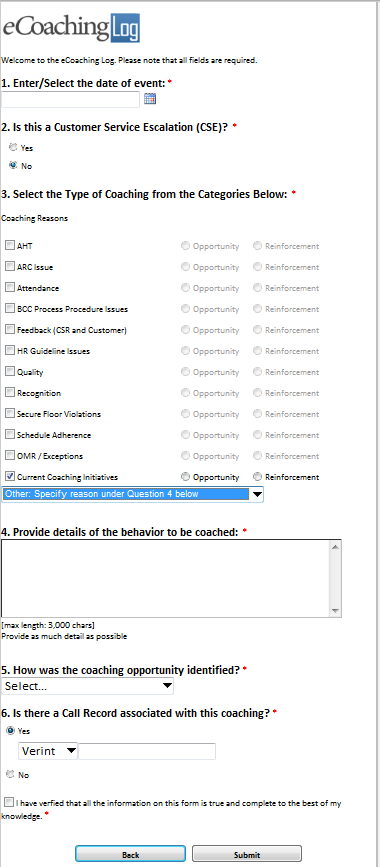 eCoaching Log
Welcome to the eCoaching Log. Please note that all fields are required.
1. Enter/Select the date of event: *
2. Is this a Customer Service Escalation (CSE)? *
Yes
No
3. Select the Type of Coaching from the Categories Below: *
Coaching Reasons
AHT Opportunity Reinforcement
ARC Issue Opportunity Reinforcement
Attendance Opportunity Reinforcement
BCC Process Procedure Issues Opportunity Reinforcement
Feedback (CSR and Customer) Opportunity Reinforcement
HR Guideline Issues Opportunity Reinforcement
Quality Opportunity Reinforcement
Recognition Opportunity Reinforcement
Secure Floor Violations Opportunity Reinforcement
Schedule Adherence Opportunity Reinforcement
OMR / Exceptions Opportunity Reinforcement
Current Coaching Initiatives Opportunity Reinforcement
Other: Specify reason under Question 4 below
4. Provide details of the behavior to be coached: *
[max length: 3,000 chars]
Provide as much detail as possible
5. How was the coaching opportunity identified? *
Select...
6. Is there a Call Record associated with this coaching? *
Yes
Verint
No
I have verfied that all the information on this form is true and complete to the best of my
knowledge. *
Back Submit